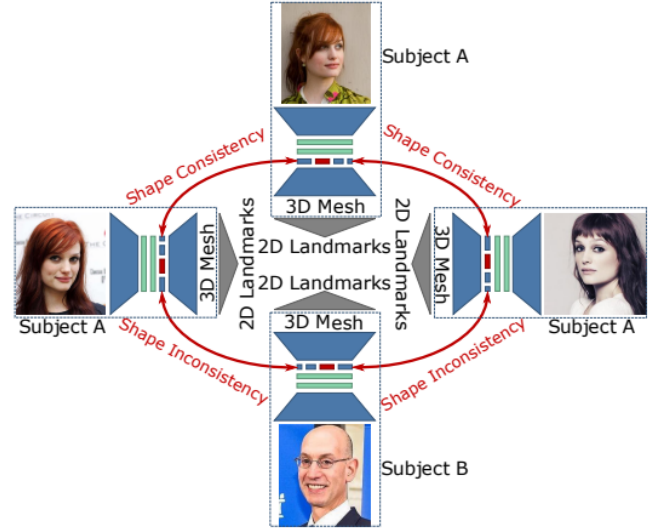 Subject A
Shape Consistency
Shape Consistency
3D Mesh
2D Landmarks
3D Mesh
2D Landmarks
2D Landmarks
3D Mesh
2D Landmarks
3D Mesh
Subject A
Subject A
Shape Inconsistency
Shape Inconsistency
Subject B